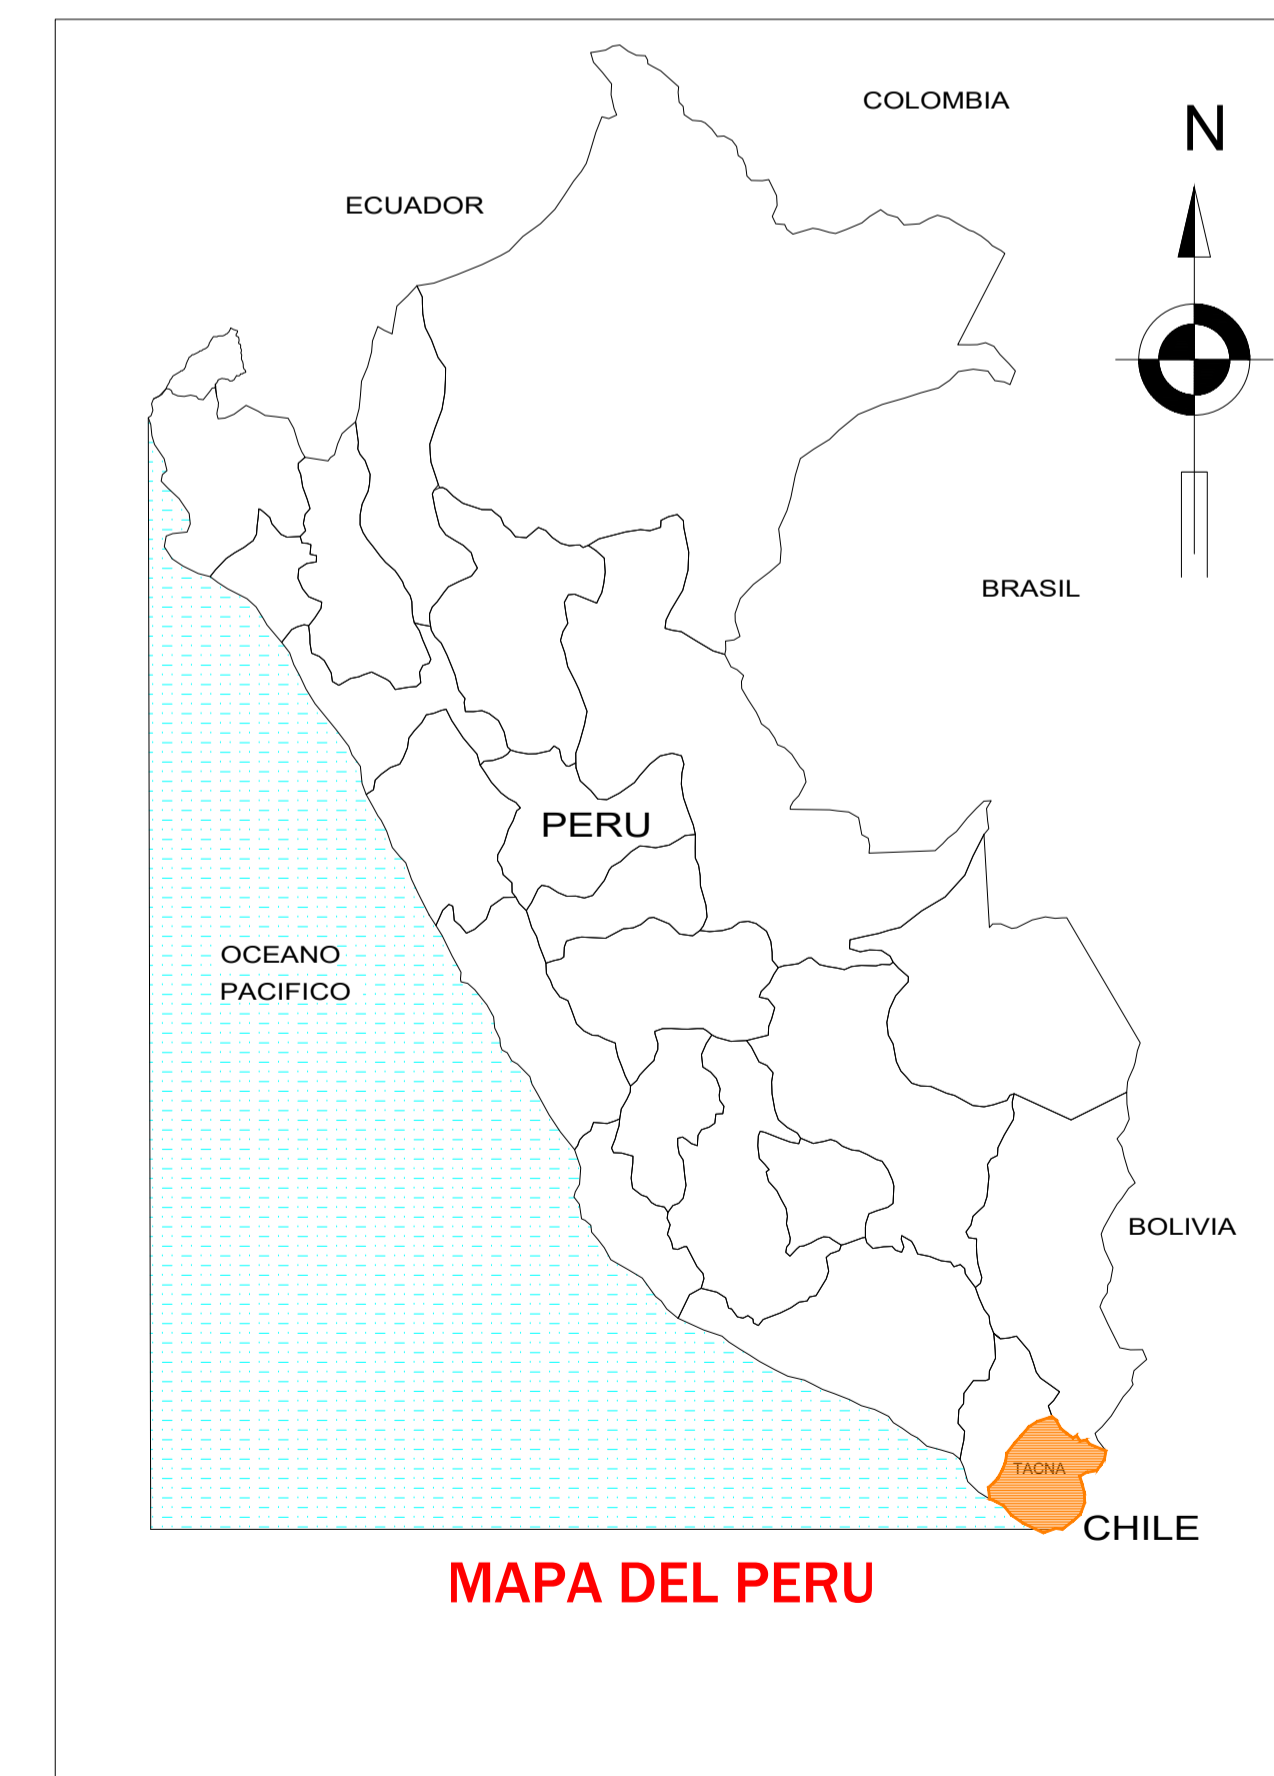 COLOMBIA
N
ECUADOR
BRASIL
PERU
OCEANO
PACIFICO
BOLIVIA
TACNA
CHILE
MAPA DEL PERU